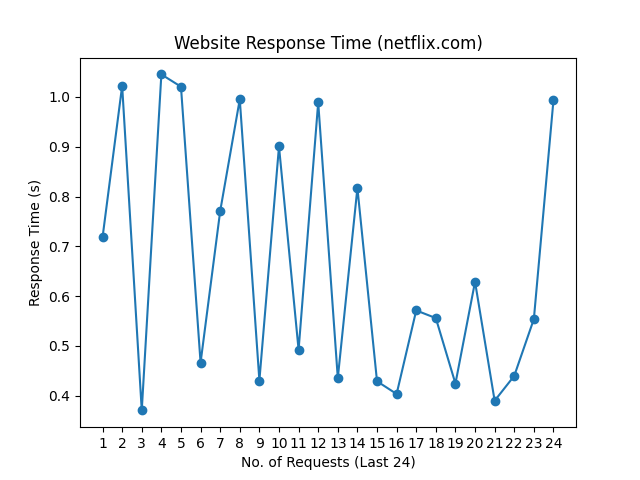 Website Response Time (netflix.com)
Response Time (s)
1.0
0.9
0.8
0.7
0.6
0.5
0.4
1 2 3 4 5 6 7 8 9 10 11 12 13 14 15 16 17 18 19 20 21 22 23 24
No. of Requests (Last 24)